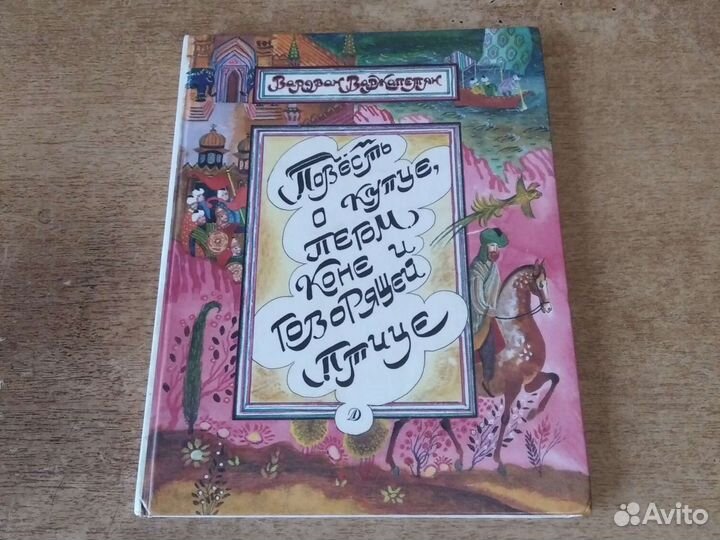 Вардван Варжапетян
Повесть
о купце,
пегом
коне и
говорящей
птице
Д
Avito